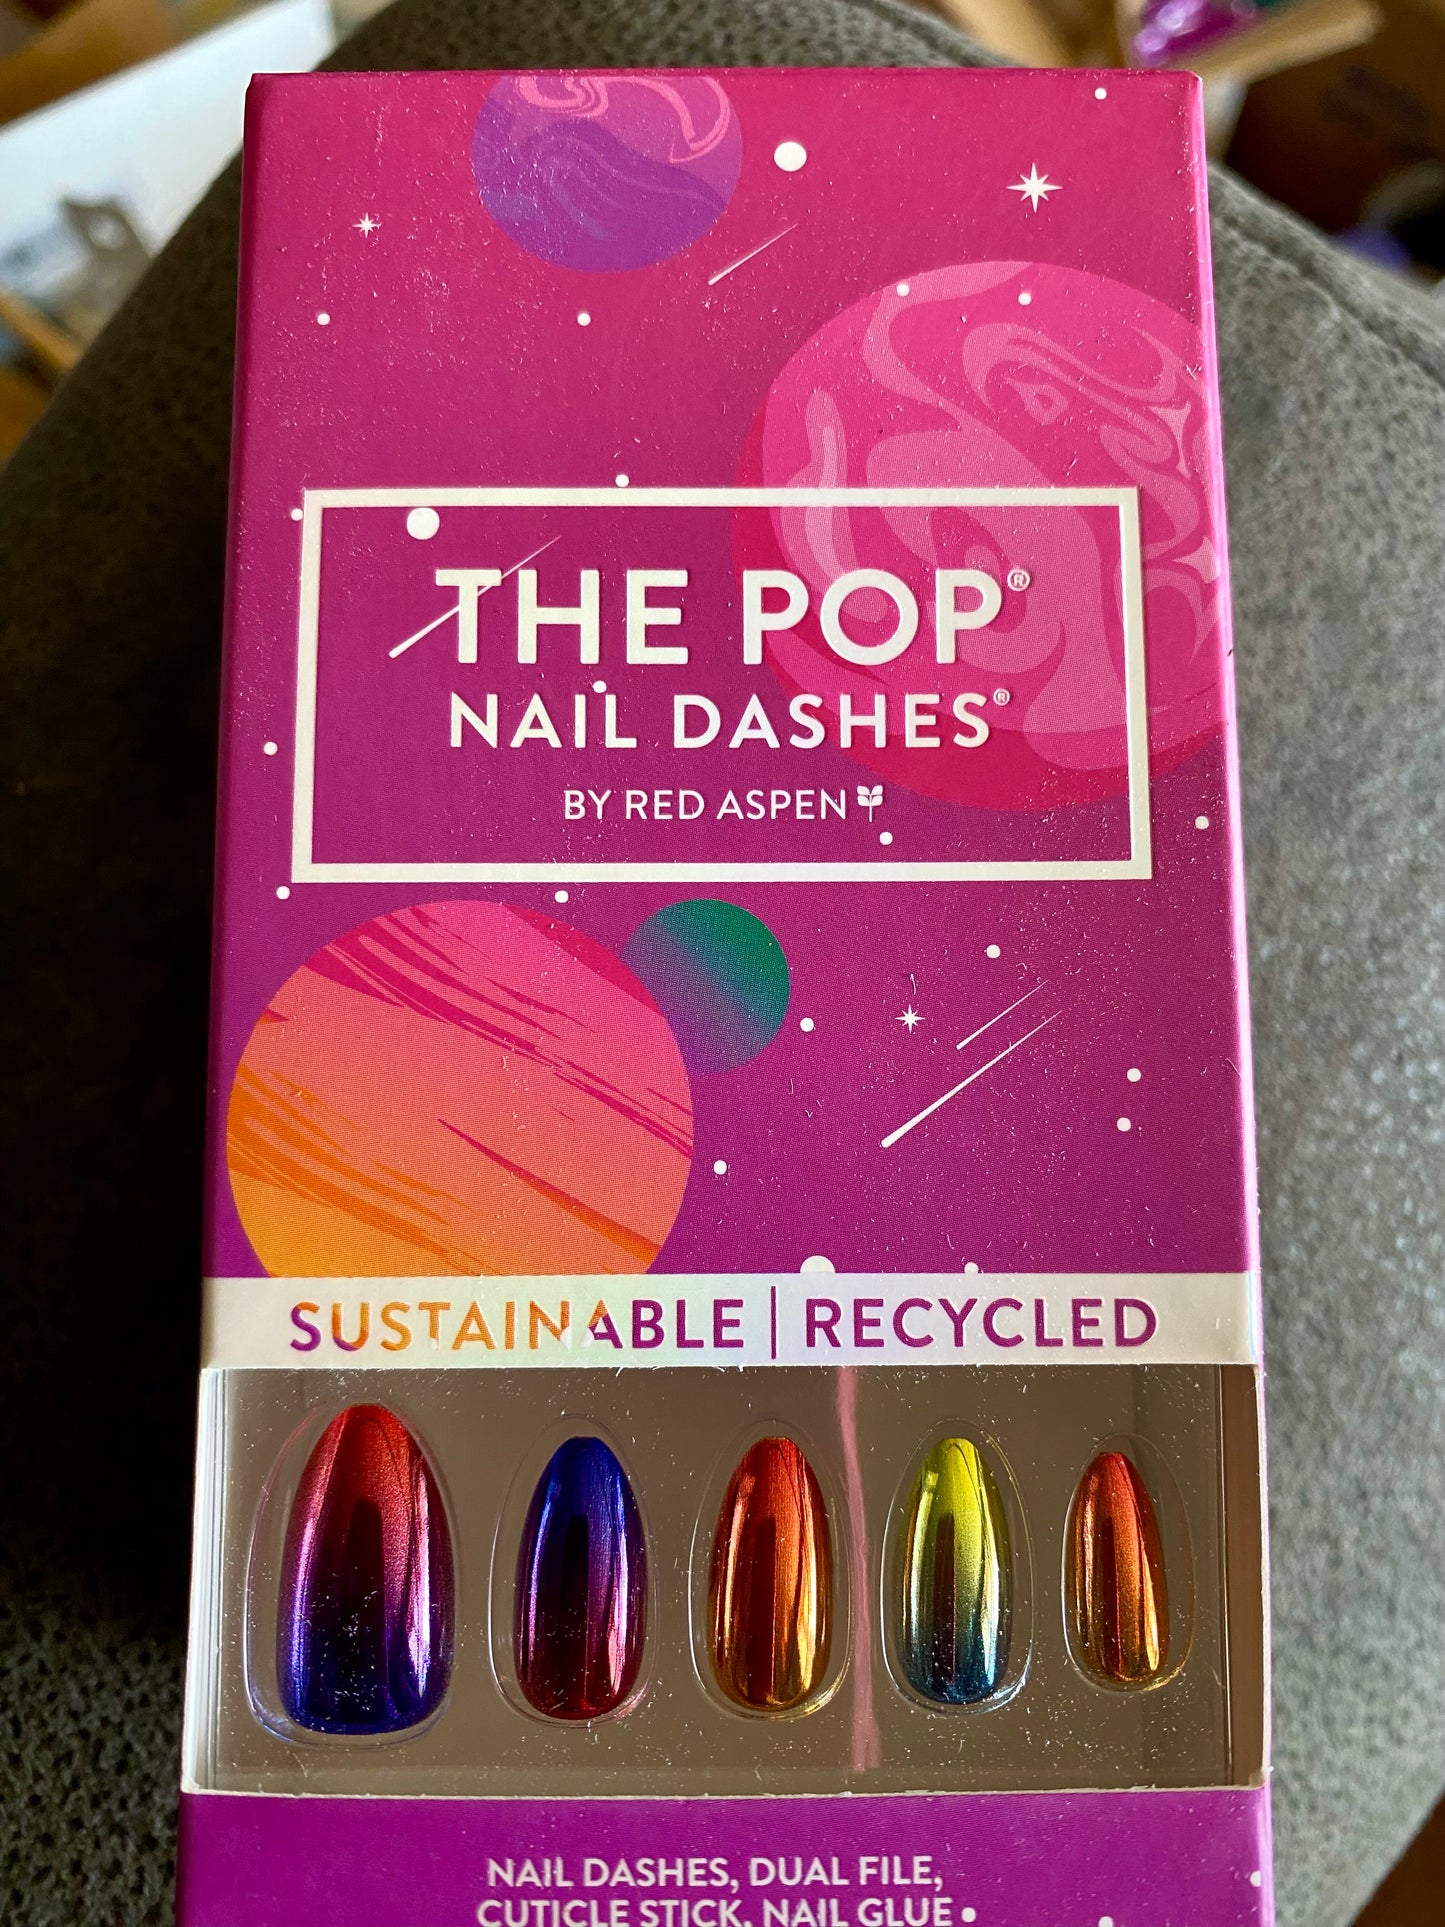 THE POP®
NAIL DASHES®
BY RED ASPEN
SUSTAINABLE | RECYCLED
NAIL DASHES, DUAL FILE,
CUTICLE STICK, NAIL GLUE